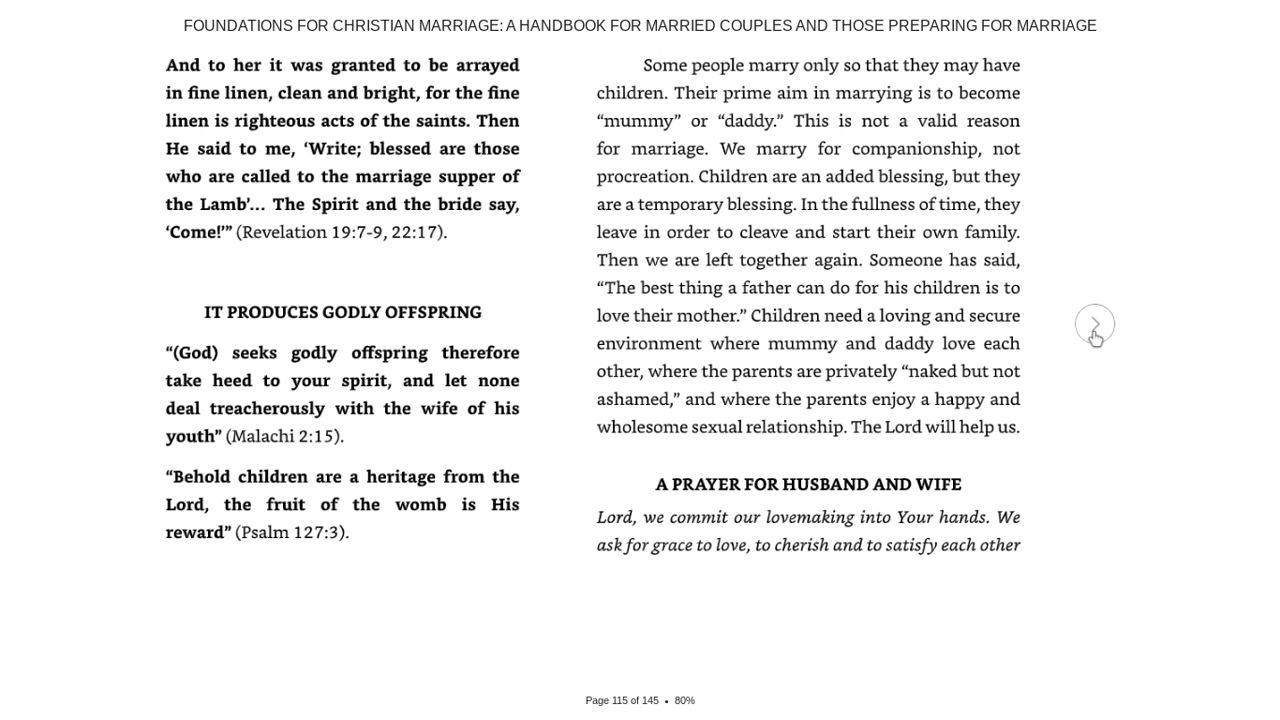 FOUNDATIONS FOR CHRISTIAN MARRIAGE: A HANDBOOK FOR MARRIED COUPLES AND THOSE PREPARING FOR MARRIAGE
And to her it was granted to be arrayed
in fine linen, clean and bright, for the fine
linen is righteous acts of the saints. Then
He said to me, ‘Write; blessed are those
who are called to the marriage supper of
the Lamb’... The Spirit and the bride say,
‘Come!’” (Revelation 19:7-9, 22:17).
IT PRODUCES GODLY OFFSPRING
“(God) seeks godly offspring therefore
take heed to your spirit, and let none
deal treacherously with the wife of his
youth” (Malachi 2:15).
“Behold children are a heritage from the
Lord, the fruit of the womb is His
reward” (Psalm 127:3).
Some people marry only so that they may have
children. Their prime aim in marrying is to become
“mummy” or “daddy.” This is not a valid reason
for marriage. We marry for companionship, not
procreation. Children are an added blessing, but they
are a temporary blessing. In the fullness of time, they
leave in order to cleave and start their own family.
Then we are left together again. Someone has said,
“The best thing a father can do for his children is to
love their mother.” Children need a loving and secure
environment where mummy and daddy love each
other, where the parents are privately “naked but not
ashamed,” and where the parents enjoy a happy and
wholesome sexual relationship. The Lord will help us.
A PRAYER FOR HUSBAND AND WIFE
Lord, we commit our lovemaking into Your hands. We
ask for grace to love, to cherish and to satisfy each other
Page 115 of 145 • 80%